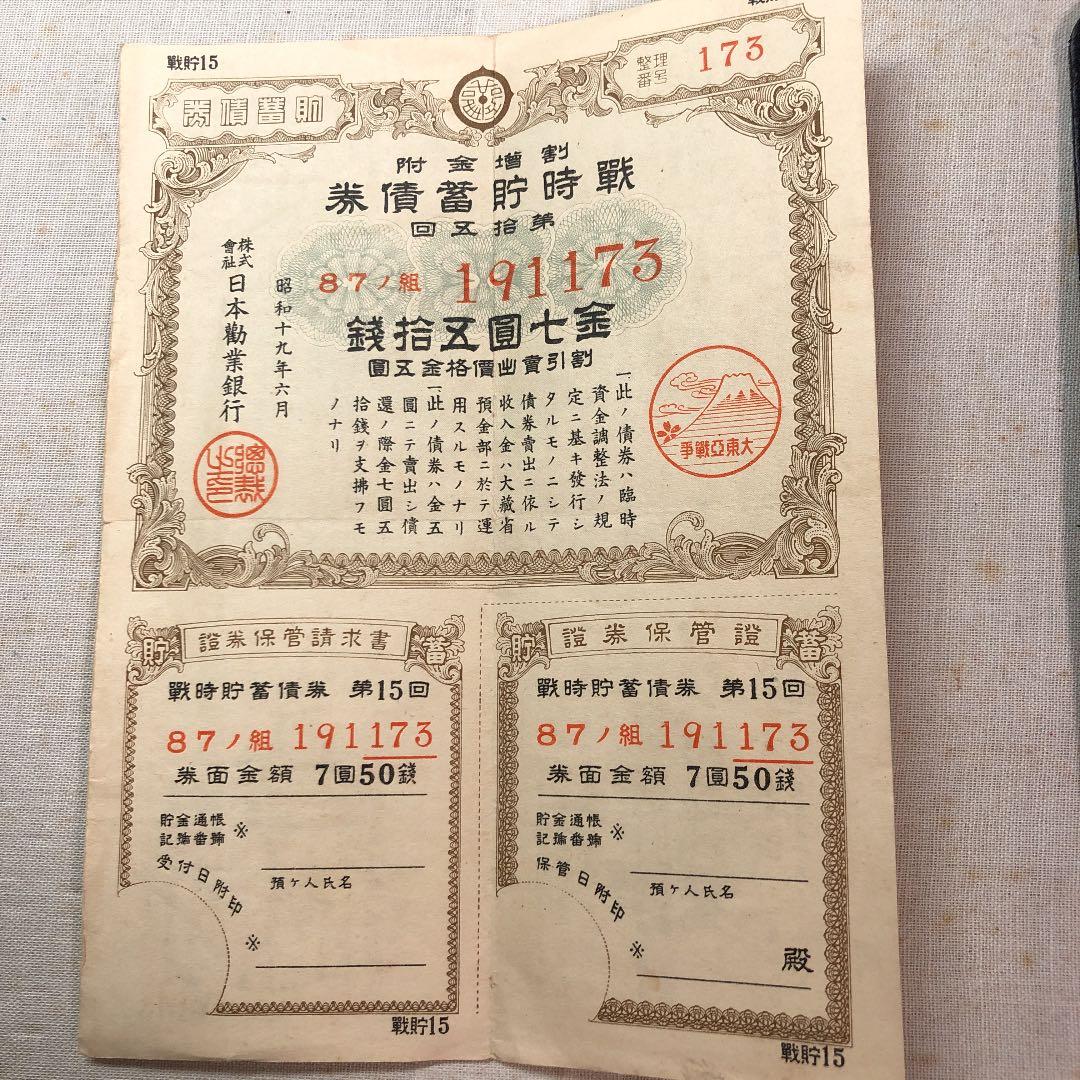 戰貯15
貯蓄債券
整理
番号
173
割増金附
戰時貯蓄債券
第拾五回
87ノ組 191173
金七圓五拾錢
割引賣出價格金五圓
大東亞戰爭
一此ノ債券ハ臨時
資金調整法ノ規
定ニ基キ發行シ
タルモノニシテ
債券賣出ニ依ル
收入金ハ大藏省
預金部ニ於テ運
用スルモノナリ
一此ノ債券ハ金五
圓ニテ賣出シ償
還ノ際金七圓五
拾錢ヲ支拂フモ
ノナリ
昭和十九年六月
株式會社日本勸業銀行
總裁之印
貯
證券保管請求書
蓄
戰時貯蓄債券 第15回
87ノ組 191173
券面金額 7圓50錢
貯金通帳
記號番號 ※
受付日附印 ※
預ケ人氏名
戰貯15
貯
證券保管證
蓄
戰時貯蓄債券 第15回
87ノ組 191173
券面金額 7圓50錢
貯金通帳
記號番號 ※
保管日附印 ※
預ケ人氏名
殿
戰貯15